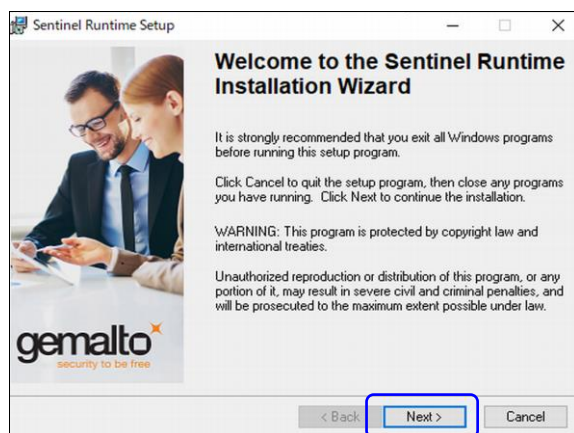 Sentinel Runtime Setup
Welcome to the Sentinel Runtime
Installation Wizard
It is strongly recommended that you exit all Windows programs
before running this setup program.
Click Cancel to quit the setup program, then close any programs
you have running. Click Next to continue the installation.
WARNING: This program is protected by copyright law and
international treaties.
Unauthorized reproduction or distribution of this program, or any
portion of it, may result in severe civil and criminal penalties, and
will be prosecuted to the maximum extent possible under law.
gemalto
security to be free
< Back
Next >
Cancel